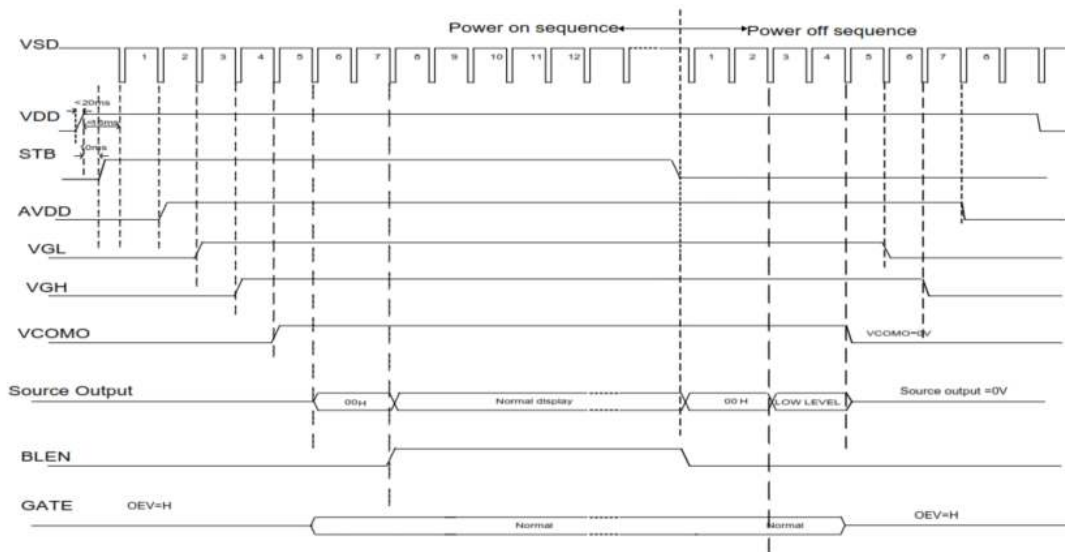 Power on sequence Power off sequence
VSD
1 2 3 4 5 6 7 8 9 10 11 12 1 2 3 4 5 6 7 8
<20ms
VDD
STB
0ms
AVDD
VGL
VGH
VCOMO
VCOMO=0V
Source Output
00H Normal display 00 H LOW LEVEL Source output =0V
BLEN
GATE OEV=H Normal Normal OEV=H